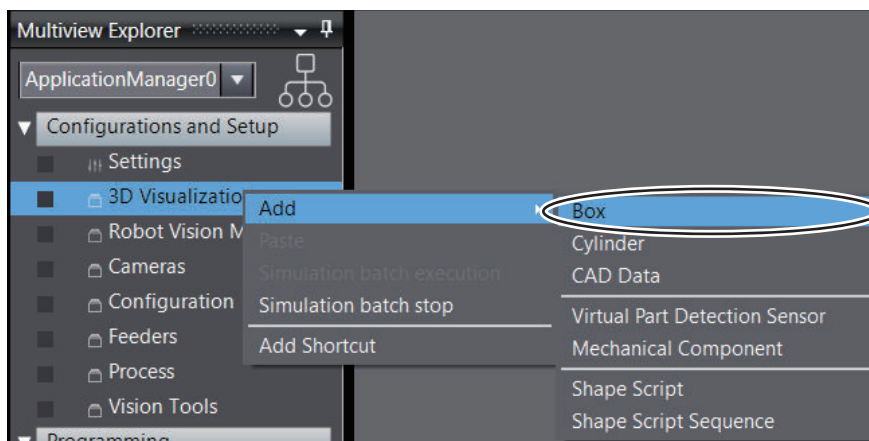 Multiview Explorer
ApplicationManager0
Configurations and Setup
Settings
3D Visualizatio
Robot Vision M
Cameras
Configuration
Feeders
Process
Vision Tools
Programming
Add
Paste
Simulation batch execution
Simulation batch stop
Add Shortcut
Box
Cylinder
CAD Data
Virtual Part Detection Sensor
Mechanical Component
Shape Script
Shape Script Sequence